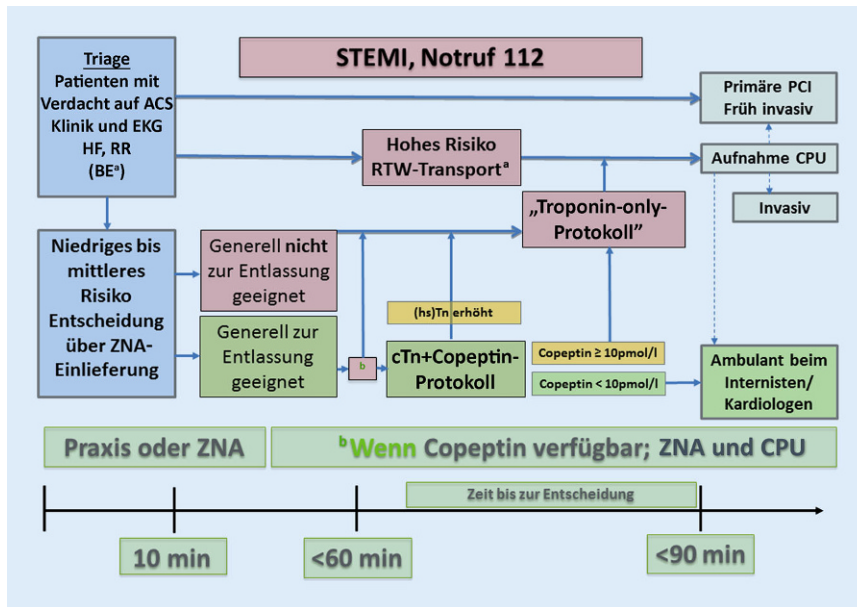 STEMI, Notruf 112
Triage
Patienten mit
Verdacht auf ACS
Klinik und EKG
HF, RR
(BEᵃ)
Primäre PCI
Früh invasiv
Hohes Risiko
RTW-Transportᵃ
Aufnahme CPU
Invasiv
„Troponin-only-
Protokoll”
Niedriges bis
mittleres
Risiko
Entscheidung
über ZNA-
Einlieferung
Generell nicht
zur Entlassung
geeignet
Generell zur
Entlassung
geeignet
b
(hs)Tn erhöht
cTn+Copeptin-
Protokoll
Copeptin ≥ 10pmol/l
Copeptin < 10pmol/l
Ambulant beim
Internisten/
Kardiologen
Praxis oder ZNA
ᵇWenn Copeptin verfügbar; ZNA und CPU
Zeit bis zur Entscheidung
10 min
<60 min
<90 min